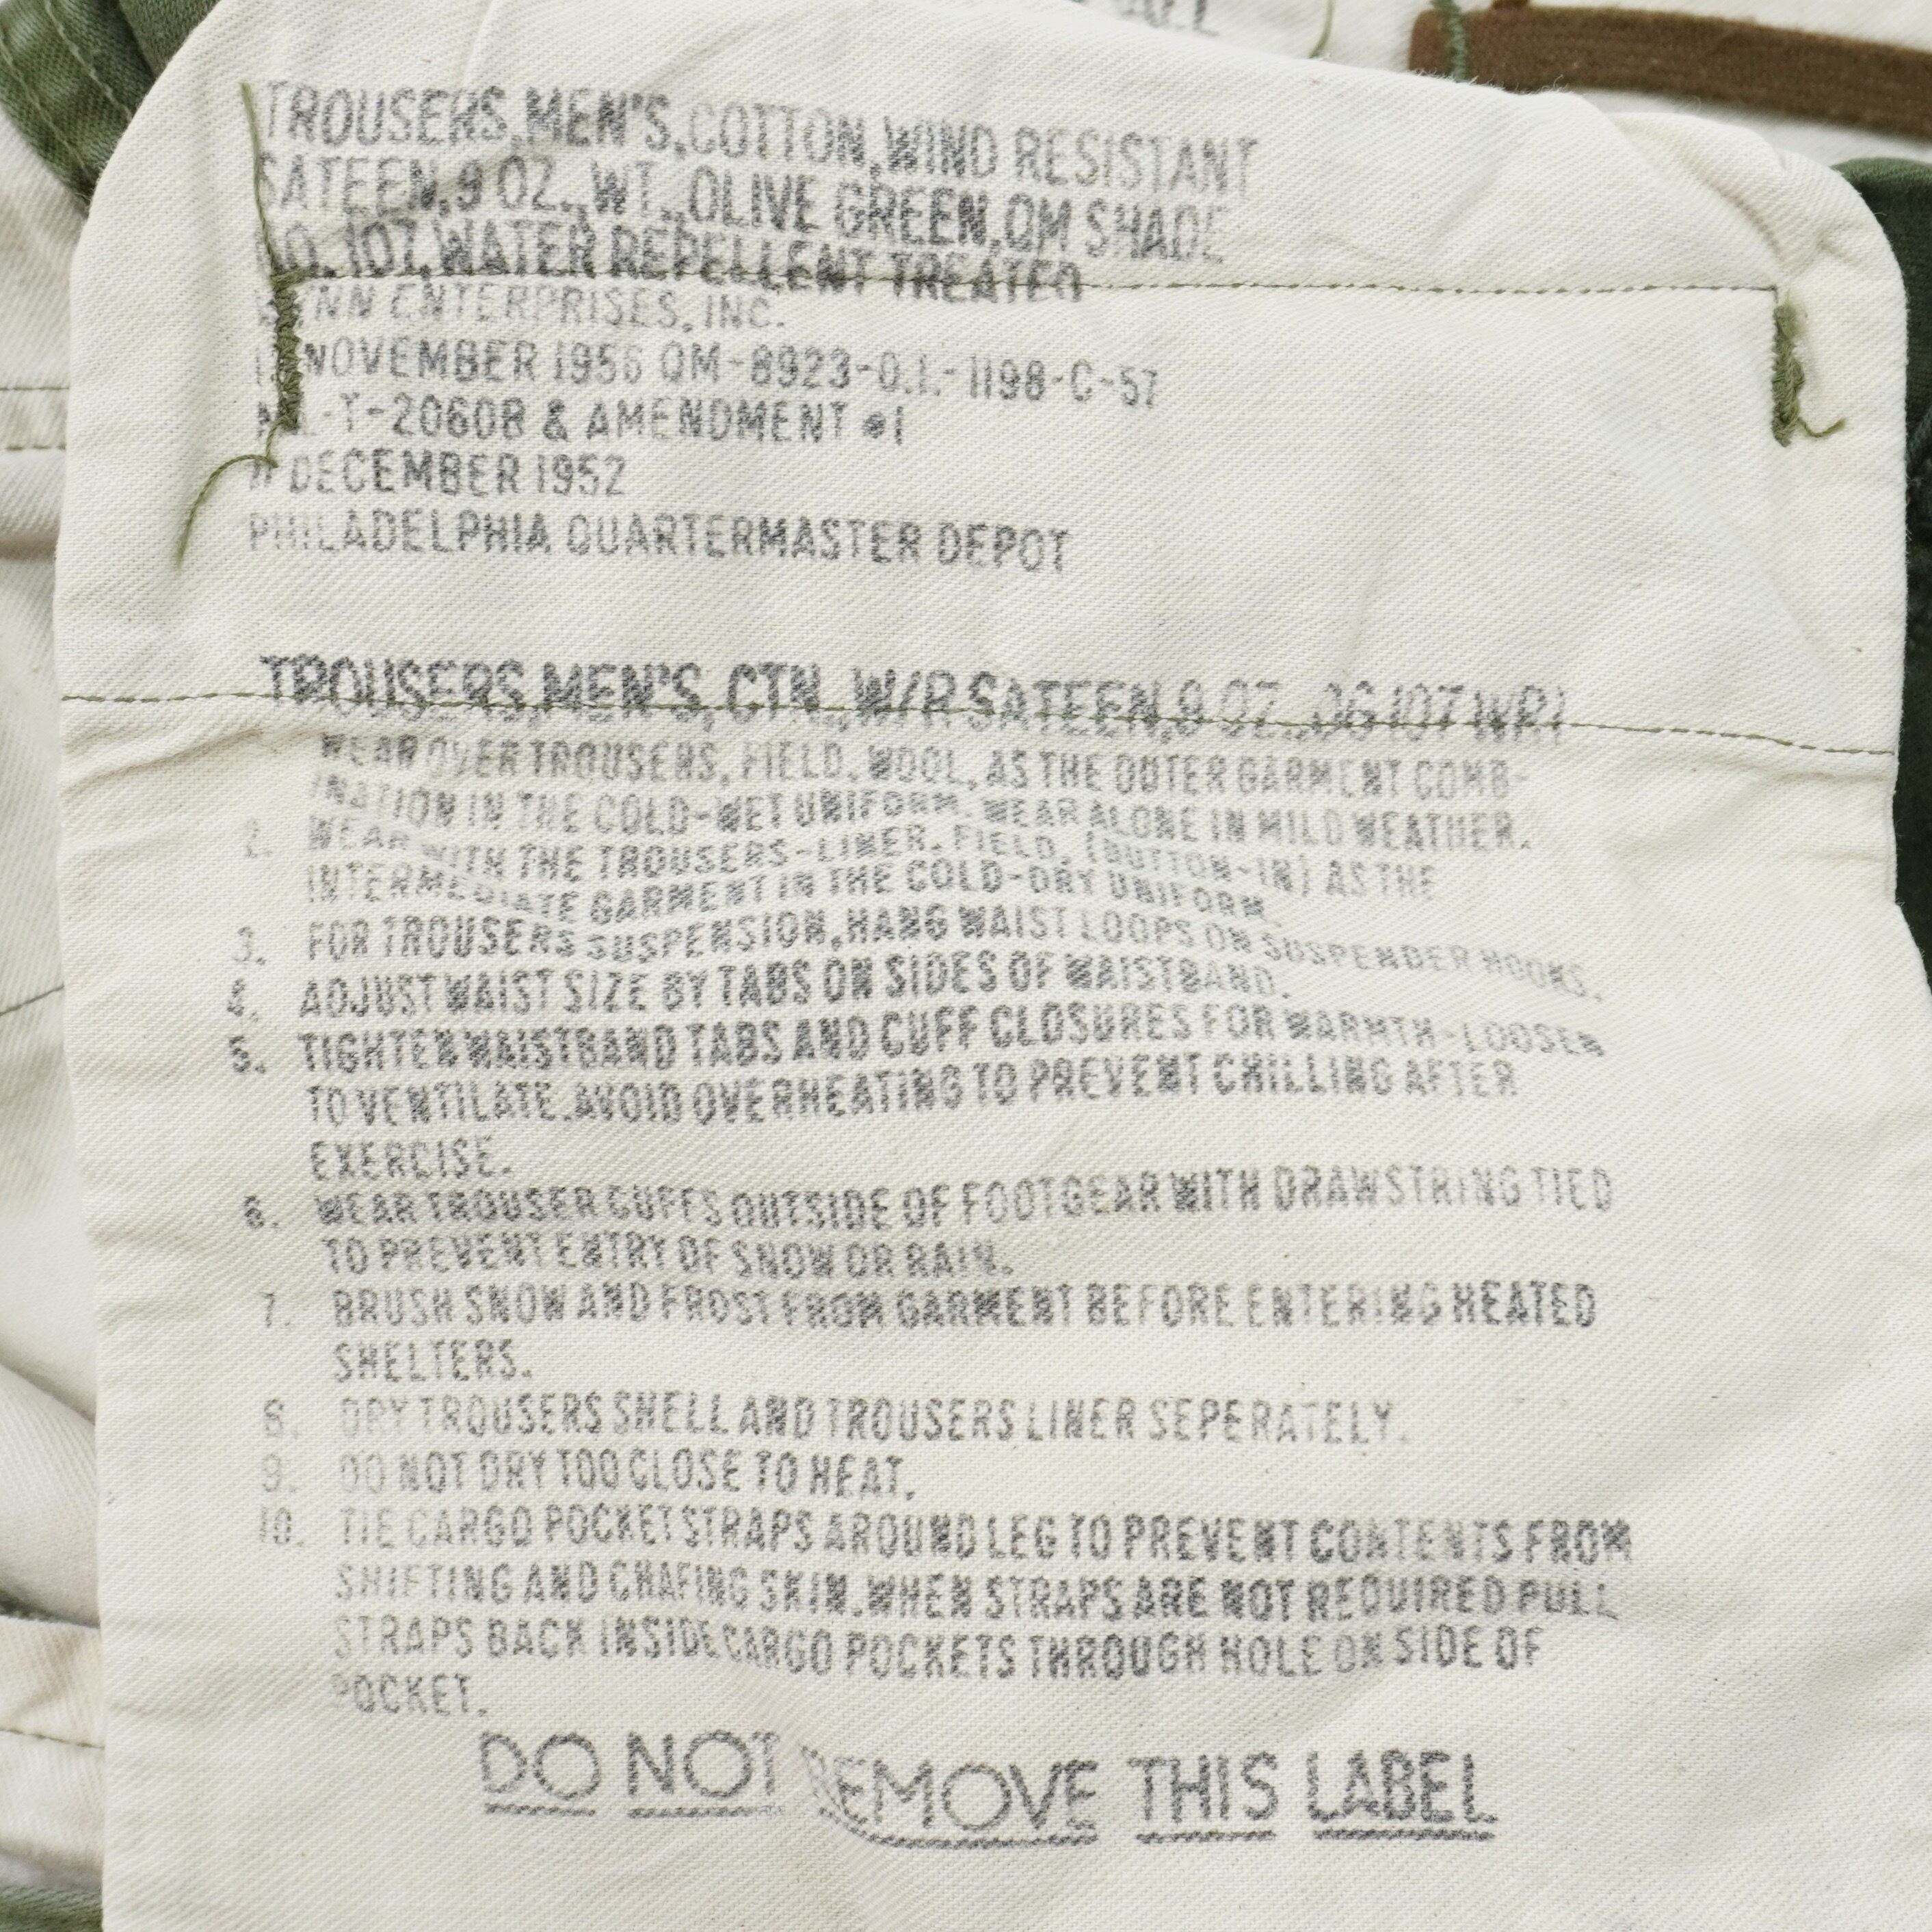 TROUSERS, MEN'S, COTTON, WIND RESISTANT
SATEEN, 9 OZ., WT., OLIVE GREEN, QM SHADE
NO. 107, WATER REPELLENT TREATED
ENTERPRISES, INC.
NOVEMBER 1956 QM-8923-O.I.-1198-C-57
MIL-T-2060B & AMENDMENT #1
DECEMBER 1952
PHILADELPHIA QUARTERMASTER DEPOT
TROUSERS, MEN'S, CTN., W/R SATEEN, 9 OZ., OG 107 WRT
WEAR OVER TROUSERS, FIELD, WOOL, AS THE OUTER GARMENT COMB-
INATION IN THE COLD-WET UNIFORM. WEAR ALONE IN MILD WEATHER.
2. WEAR WITH THE TROUSERS-LINER, FIELD, (BUTTON-IN) AS THE
INTERMEDIATE GARMENT IN THE COLD-DRY UNIFORM.
3. FOR TROUSERS SUSPENSION, HANG WAIST LOOPS ON SUSPENDER HOOKS.
4. ADJUST WAIST SIZE BY TABS ON SIDES OF WAISTBAND.
5. TIGHTEN WAISTBAND TABS AND CUFF CLOSURES FOR WARMTH-LOOSEN
TO VENTILATE. AVOID OVERHEATING TO PREVENT CHILLING AFTER
EXERCISE.
6. WEAR TROUSER CUFFS OUTSIDE OF FOOTGEAR WITH DRAWSTRING TIED
TO PREVENT ENTRY OF SNOW OR RAIN.
7. BRUSH SNOW AND FROST FROM GARMENT BEFORE ENTERING HEATED
SHELTERS.
8. DRY TROUSERS SHELL AND TROUSERS LINER SEPERATELY.
9. DO NOT DRY TOO CLOSE TO HEAT.
10. TIE CARGO POCKET STRAPS AROUND LEG TO PREVENT CONTENTS FROM
SHIFTING AND CHAFING SKIN. WHEN STRAPS ARE NOT REQUIRED PULL
STRAPS BACK INSIDE CARGO POCKETS THROUGH HOLE ON SIDE OF
POCKET.
DO NOT REMOVE THIS LABEL